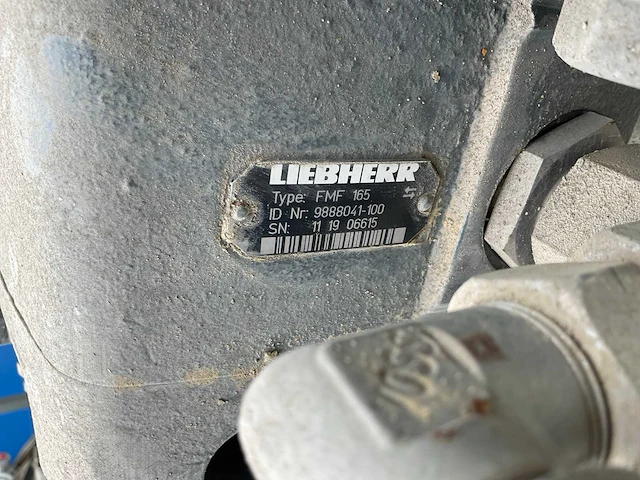 LIEBHERR
Type: FMF 165
ID Nr: 9888041-100
SN: 11 19 06615